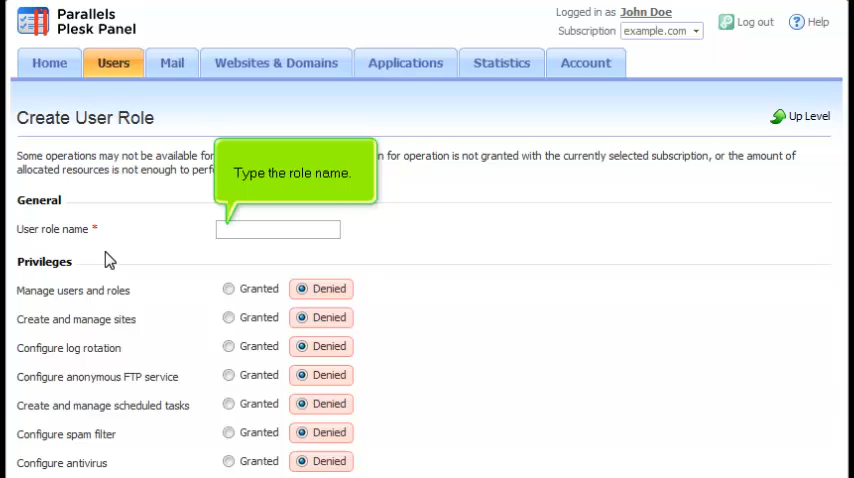 Parallels
Plesk Panel
Logged in as John Doe
Subscription example.com
Log out
Help
Home
Users
Mail
Websites & Domains
Applications
Statistics
Account
Create User Role
Up Level
Some operations may not be available for n for operation is not granted with the currently selected subscription, or the amount of
allocated resources is not enough to perf
Type the role name.
General
User role name *
Privileges
Manage users and roles Granted Denied
Create and manage sites Granted Denied
Configure log rotation Granted Denied
Configure anonymous FTP service Granted Denied
Create and manage scheduled tasks Granted Denied
Configure spam filter Granted Denied
Configure antivirus Granted Denied